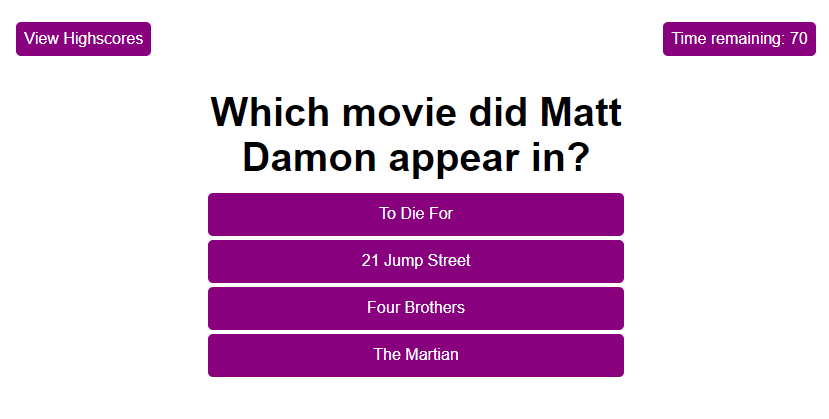 View Highscores
Time remaining: 70
Which movie did Matt
Damon appear in?
To Die For
21 Jump Street
Four Brothers
The Martian